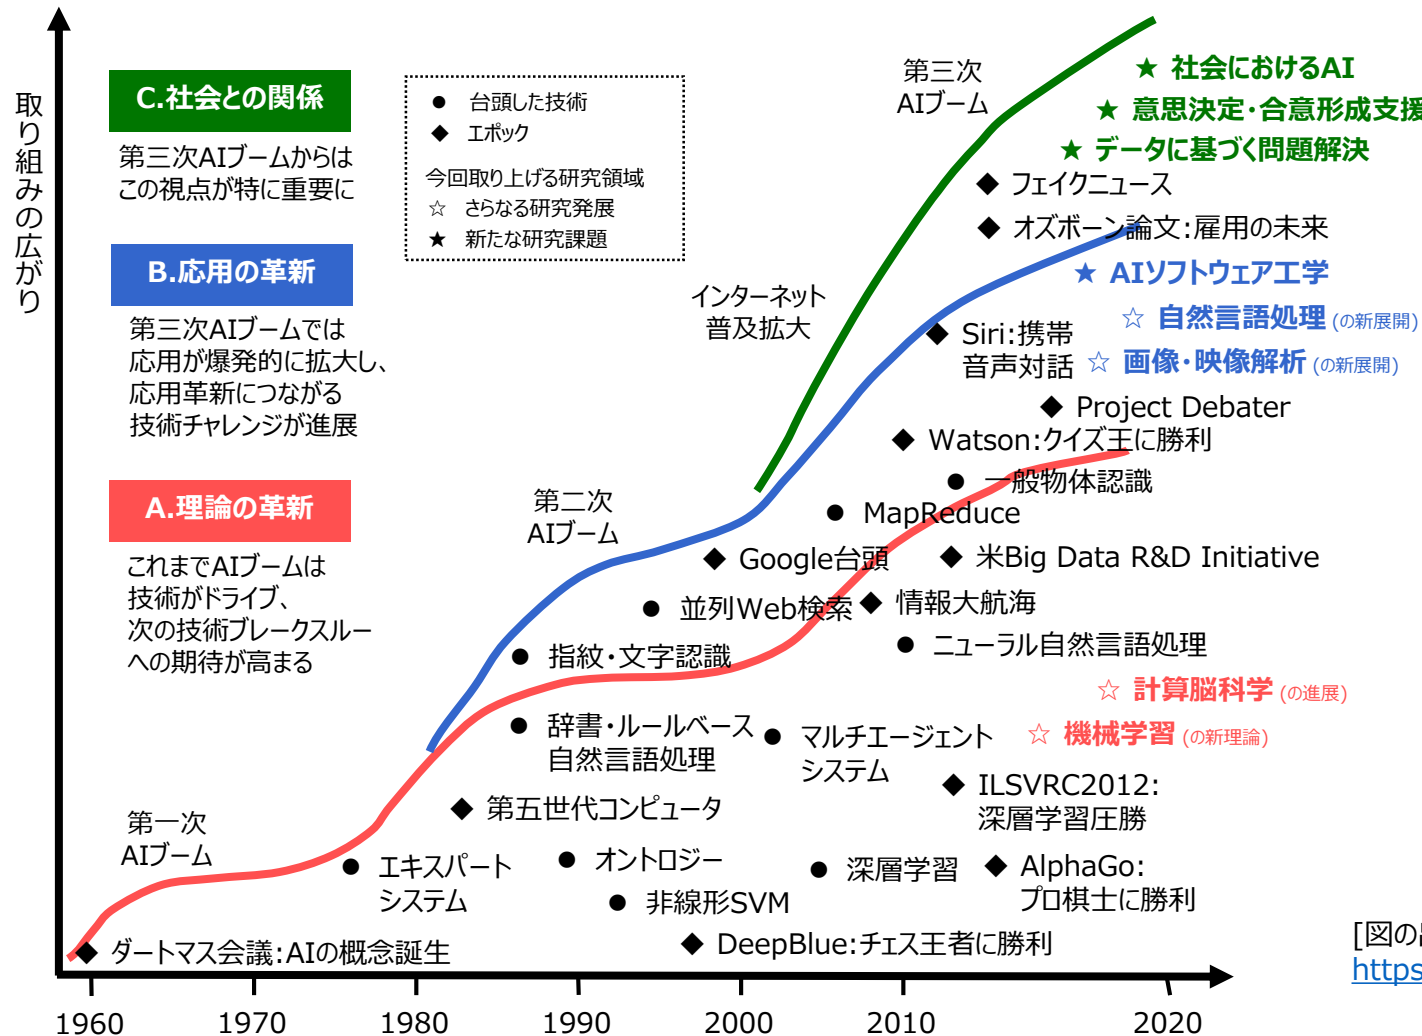 取り組みの広がり
C.社会との関係
第三次AIブームからは
この視点が特に重要に
B.応用の革新
第三次AIブームでは
応用が爆発的に拡大し、
応用革新につながる
技術チャレンジが進展
A.理論の革新
これまでAIブームは
技術がドライブ、
次の技術ブレークスルー
への期待が高まる
● 台頭した技術
◆ エポック
今回取り上げる研究領域
☆ さらなる研究発展
★ 新たな研究課題
第三次
AIブーム
★ 社会におけるAI
★ 意思決定・合意形成支援
★ データに基づく問題解決
◆ フェイクニュース
◆ オズボーン論文:雇用の未来
★ AIソフトウェア工学
インターネット
普及拡大
☆ 自然言語処理 (の新展開)
◆ Siri:携帯
音声対話
☆ 画像・映像解析 (の新展開)
◆ Project Debater
◆ Watson:クイズ王に勝利
● 一般物体認識
第二次
AIブーム
● MapReduce
◆ Google台頭
◆ 米Big Data R&D Initiative
● 並列Web検索
◆ 情報大航海
● ニューラル自然言語処理
● 指紋・文字認識
☆ 計算脳科学 (の進展)
● 辞書・ルールベース
自然言語処理
● マルチエージェント
システム
☆ 機械学習 (の新理論)
◆ ILSVRC2012:
深層学習圧勝
◆ 第五世代コンピュータ
第一次
AIブーム
● エキスパート
システム
● オントロジー
● 深層学習
◆ AlphaGo:
プロ棋士に勝利
● 非線形SVM
◆ ダートマス会議:AIの概念誕生
◆ DeepBlue:チェス王者に勝利
[図の
https
1960 1970 1980 1990 2000 2010 2020